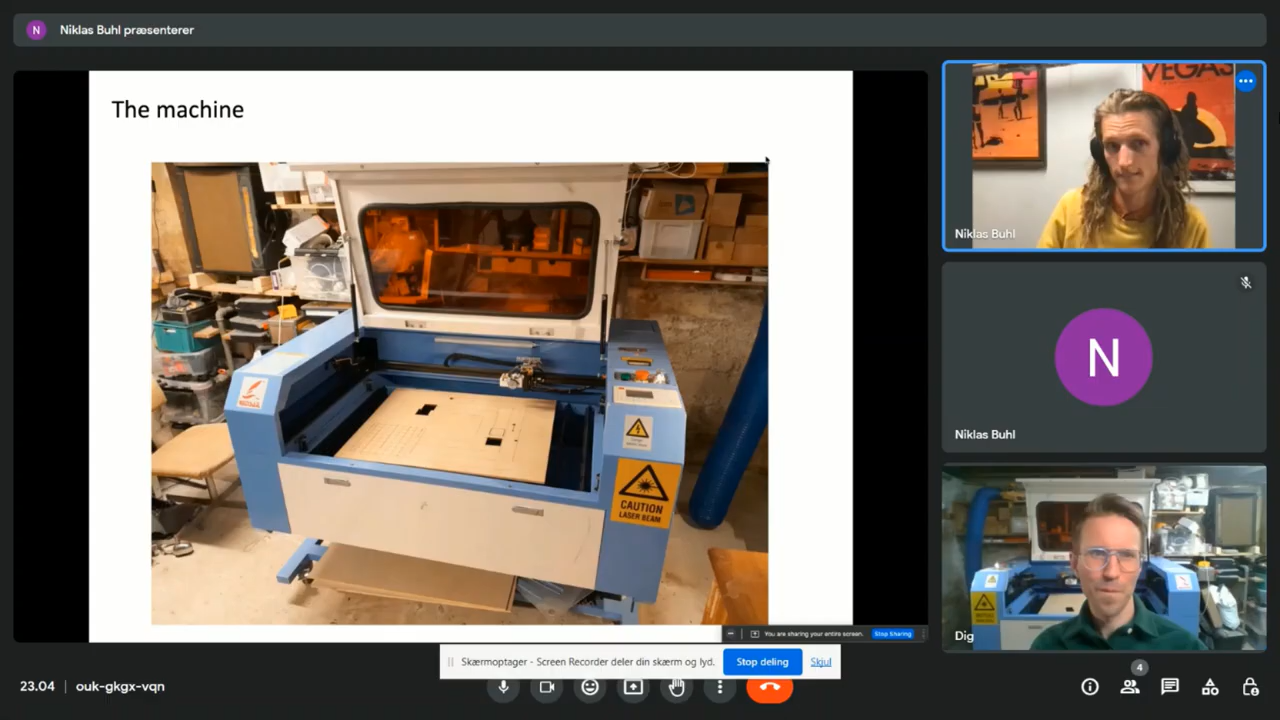 N
Niklas Buhl præsenterer
The machine
CAUTION
LASER BEAM
VEGAS
Niklas Buhl
N
Niklas Buhl
Dig
You are sharing your entire screen.
Stop Sharing
Skærmoptager - Screen Recorder deler din skærm og lyd.
Stop deling
Skjul
23.04
ouk-gkgx-vqn
4